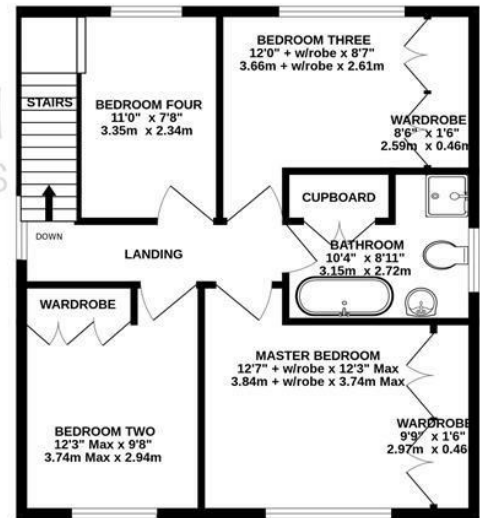 BEDROOM THREE
12'0" + w/robe x 8'7"
3.66m + w/robe x 2.61m
STAIRS
BEDROOM FOUR
11'0" x 7'8"
3.35m x 2.34m
WARDROBE
8'6" x 1'6"
2.59m x 0.46m
CUPBOARD
DOWN
LANDING
BATHROOM
10'4" x 8'11"
3.15m x 2.72m
WARDROBE
MASTER BEDROOM
12'7" + w/robe x 12'3" Max
3.84m + w/robe x 3.74m Max
BEDROOM TWO
12'3" Max x 9'8"
3.74m Max x 2.94m
WARDROBE
9'9" x 1'6"
2.97m x 0.46